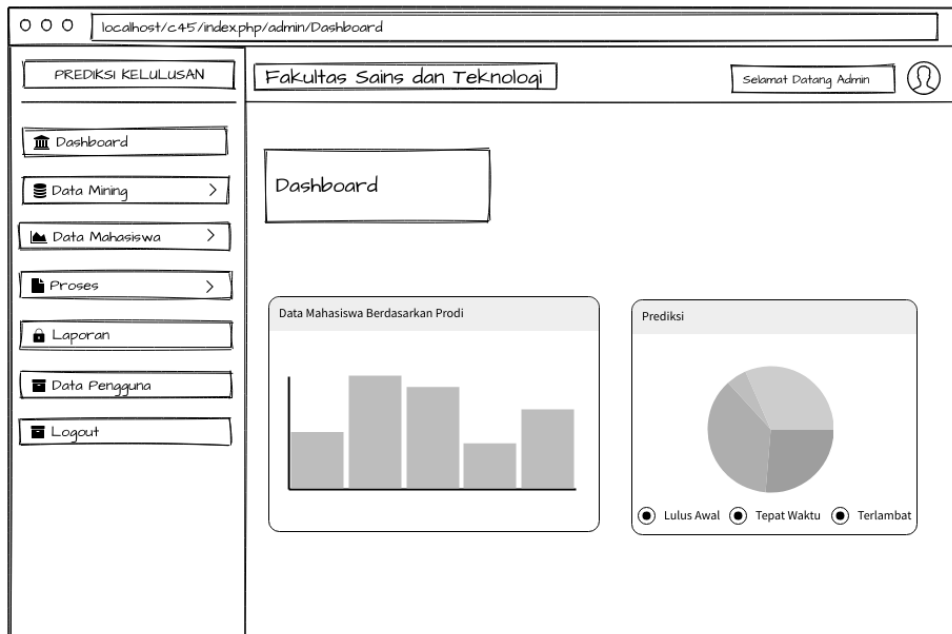 localhost/c45/index.php/admin/Dashboard
PREDIKSI KELULUSAN
Fakultas Sains dan Teknologi
Selamat Datang Admin
Dashboard
Data Mining
Data Mahasiswa
Proses
Laporan
Data Pengguna
Logout
Dashboard
Data Mahasiswa Berdasarkan Prodi
Prediksi
Lulus Awal Tepat Waktu Terlambat